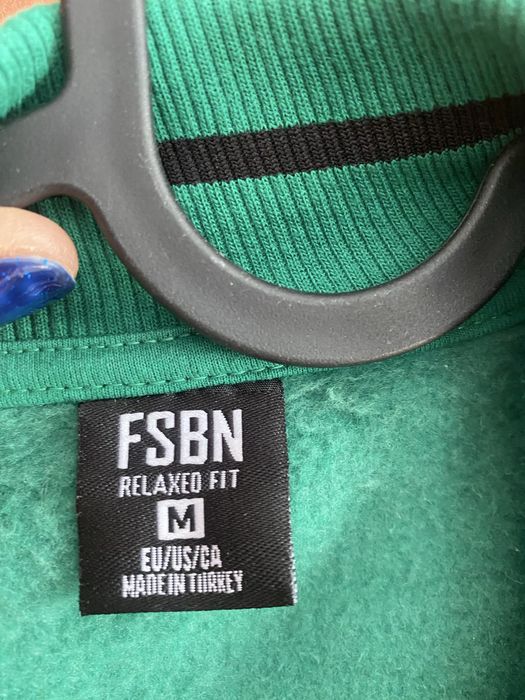 FSBN
RELAXED FIT
M
EU/US/CA
MADE IN TURKEY